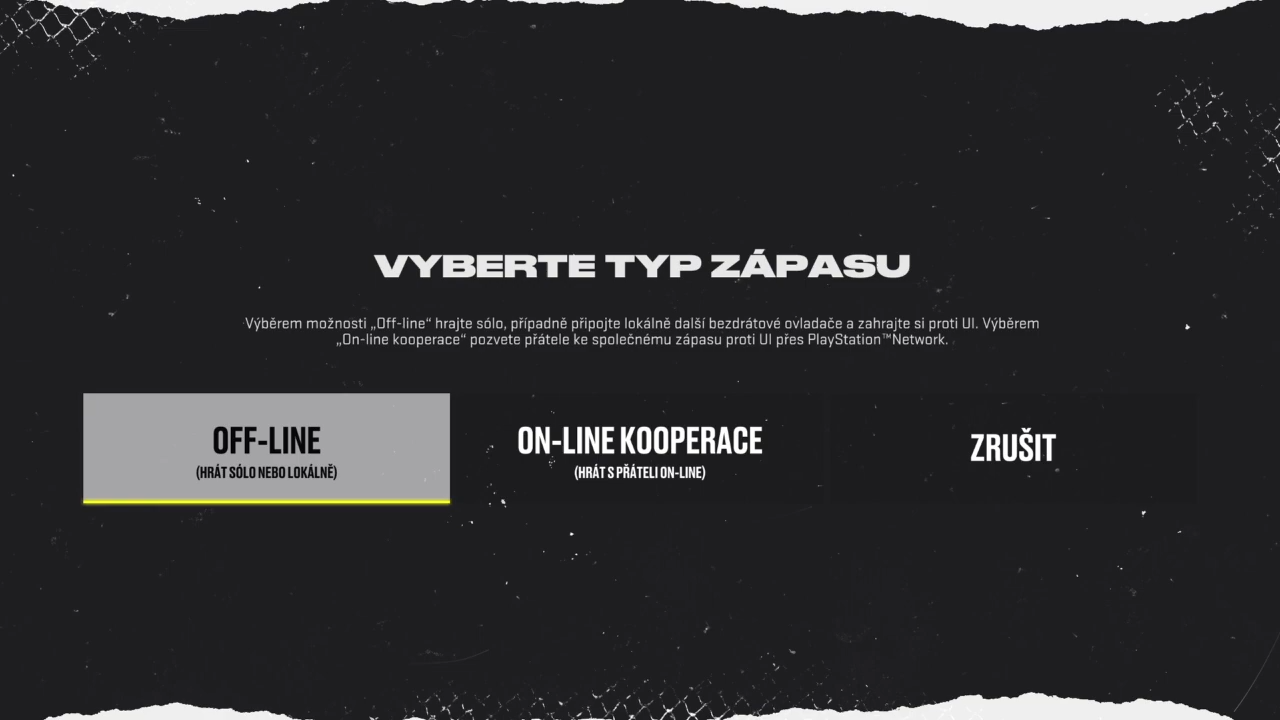 VYBERTE TYP ZÁPASU
Výběrem možnosti „Off-line“ hrajte sólo, případně připojte lokálně další bezdrátové ovladače a zahrajte si proti UI. Výběrem
„On-line kooperace“ pozvete přátele ke společnému zápasu proti UI přes PlayStation™Network.
OFF-LINE
(HRÁT SÓLO NEBO LOKÁLNĚ)
ON-LINE KOOPERACE
(HRÁT S PŘÁTELI ON-LINE)
ZRUŠIT